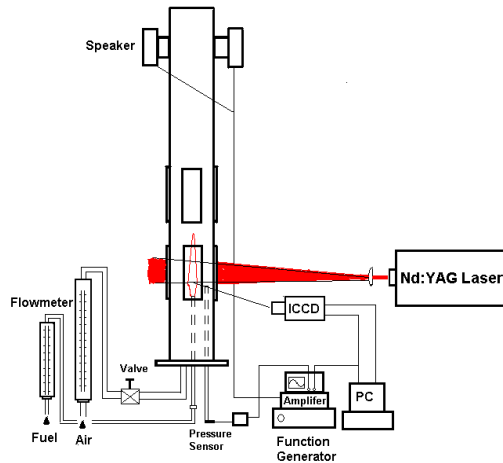 Speaker
Nd:YAG Laser
Flowmeter
ICCD
Valve
Amplifer
PC
Fuel
Air
Pressure
Sensor
Function
Generator